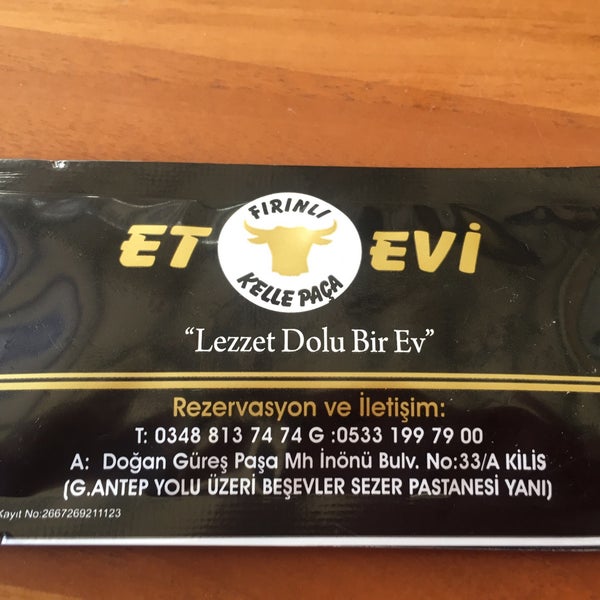 FIRINLI
ET EVİ
KELLE PAÇA
“Lezzet Dolu Bir Ev”
Rezervasyon ve İletişim:
T: 0348 813 74 74 G :0533 199 79 00
A: Doğan Güreş Paşa Mh İnönü Bulv. No:33/A KİLİS
(G.ANTEP YOLU ÜZERİ BEŞEVLER SEZER PASTANESİ YANI)
Kayıt No:2667269211123